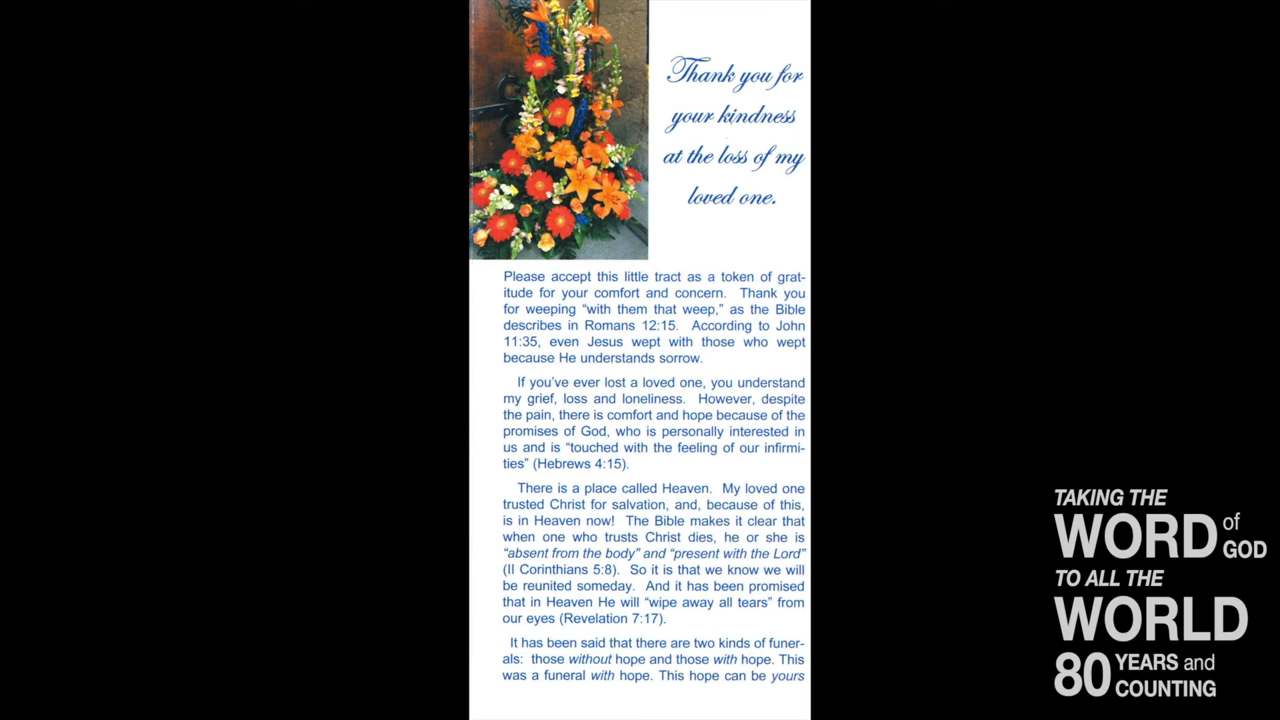 Thank you for
your kindness
at the loss of my
loved one.
Please accept this little tract as a token of grat-
itude for your comfort and concern. Thank you
for weeping “with them that weep,” as the Bible
describes in Romans 12:15. According to John
11:35, even Jesus wept with those who wept
because He understands sorrow.
If you’ve ever lost a loved one, you understand
my grief, loss and loneliness. However, despite
the pain, there is comfort and hope because of the
promises of God, who is personally interested in
us and is “touched with the feeling of our infirmi-
ties” (Hebrews 4:15).
There is a place called Heaven. My loved one
trusted Christ for salvation, and, because of this,
is in Heaven now! The Bible makes it clear that
when one who trusts Christ dies, he or she is
“absent from the body” and “present with the Lord”
(II Corinthians 5:8). So it is that we know we will
be reunited someday. And it has been promised
that in Heaven He will “wipe away all tears” from
our eyes (Revelation 7:17).
It has been said that there are two kinds of funer-
als: those without hope and those with hope. This
was a funeral with hope. This hope can be yours
TAKING THE
WORD of GOD
TO ALL THE
WORLD
80 YEARS and COUNTING